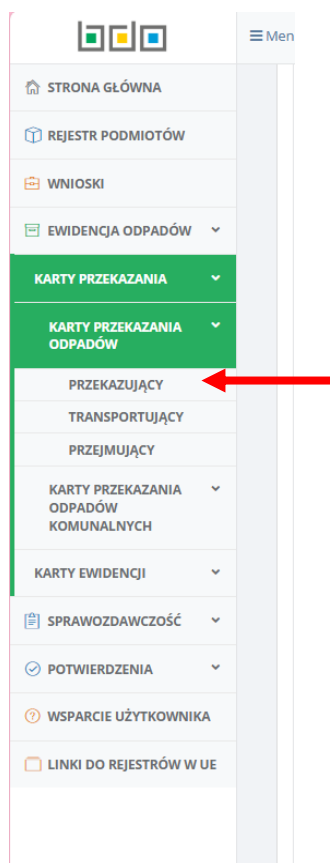 bdo
Men
STRONA GŁÓWNA
REJESTR PODMIOTÓW
WNIOSKI
EWIDENCJA ODPADÓW
KARTY PRZEKAZANIA
KARTY PRZEKAZANIA
ODPADÓW
PRZEKAZUJĄCY
TRANSPORTUJĄCY
PRZEJMUJĄCY
KARTY PRZEKAZANIA
ODPADÓW
KOMUNALNYCH
KARTY EWIDENCJI
SPRAWOZDAWCZOŚĆ
POTWIERDZENIA
WSPARCIE UŻYTKOWNIKA
LINKI DO REJESTRÓW W UE